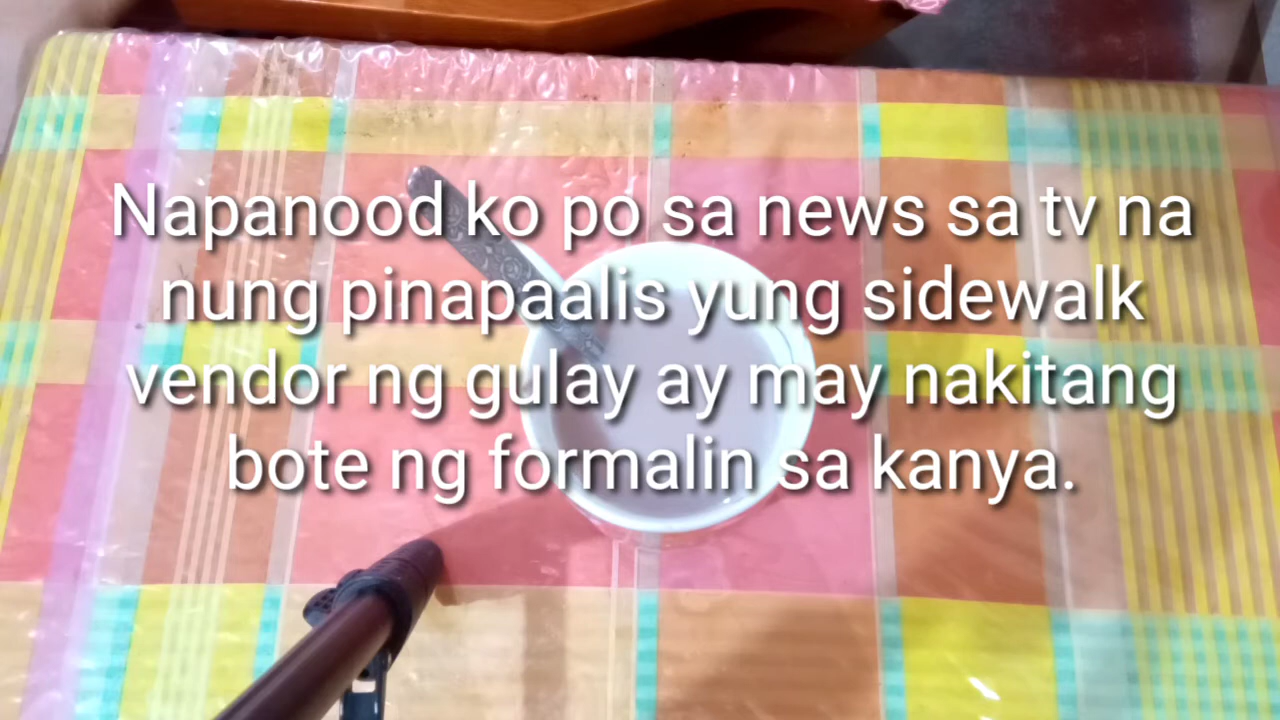 Napanood ko po sa news sa tv na
nung pinapaalis yung sidewalk
vendor ng gulay ay may nakitang
bote ng formalin sa kanya.